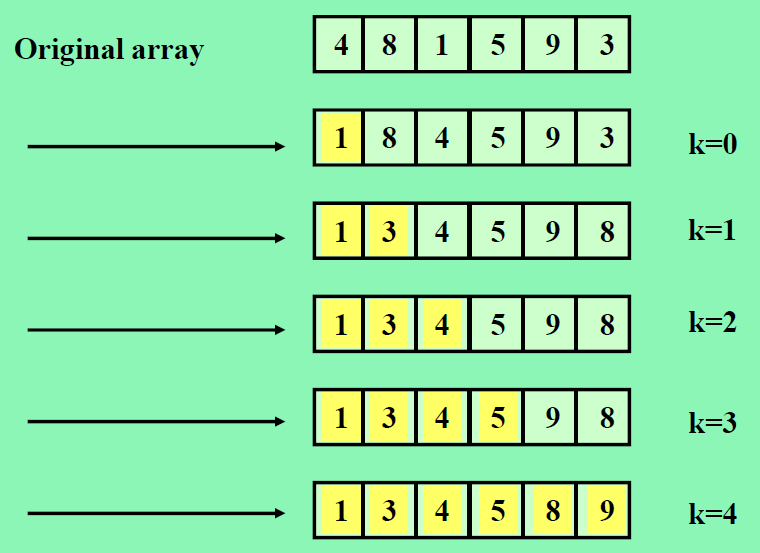 Original array 4 8 1 5 9 3
1 8 4 5 9 3 k=0
1 3 4 5 9 8 k=1
1 3 4 5 9 8 k=2
1 3 4 5 9 8 k=3
1 3 4 5 8 9 k=4